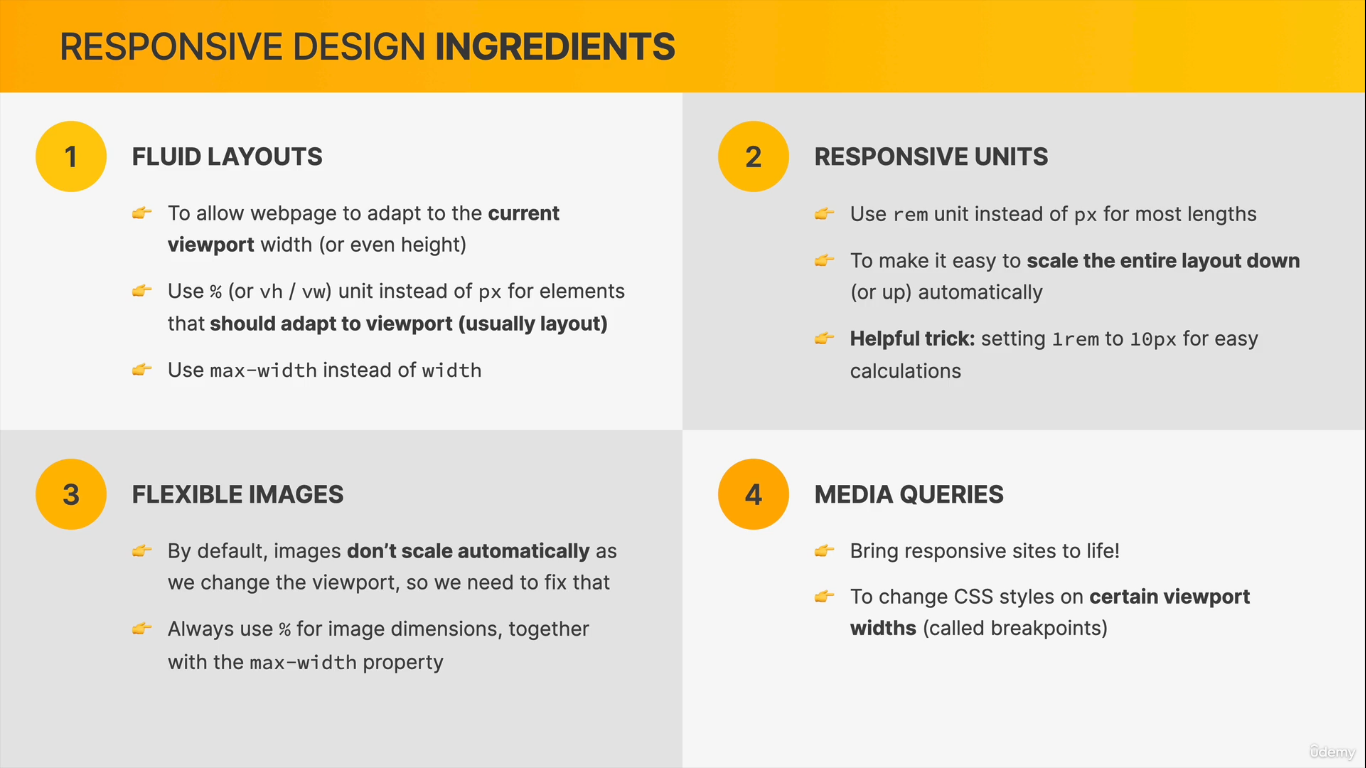 RESPONSIVE DESIGN INGREDIENTS
1
FLUID LAYOUTS
To allow webpage to adapt to the current
viewport width (or even height)
Use % (or vh / vw) unit instead of px for elements
that should adapt to viewport (usually layout)
Use max-width instead of width
2
RESPONSIVE UNITS
Use rem unit instead of px for most lengths
To make it easy to scale the entire layout down
(or up) automatically
Helpful trick: setting 1rem to 10px for easy
calculations
3
FLEXIBLE IMAGES
By default, images don’t scale automatically as
we change the viewport, so we need to fix that
Always use % for image dimensions, together
with the max-width property
4
MEDIA QUERIES
Bring responsive sites to life!
To change CSS styles on certain viewport
widths (called breakpoints)
ûdemy